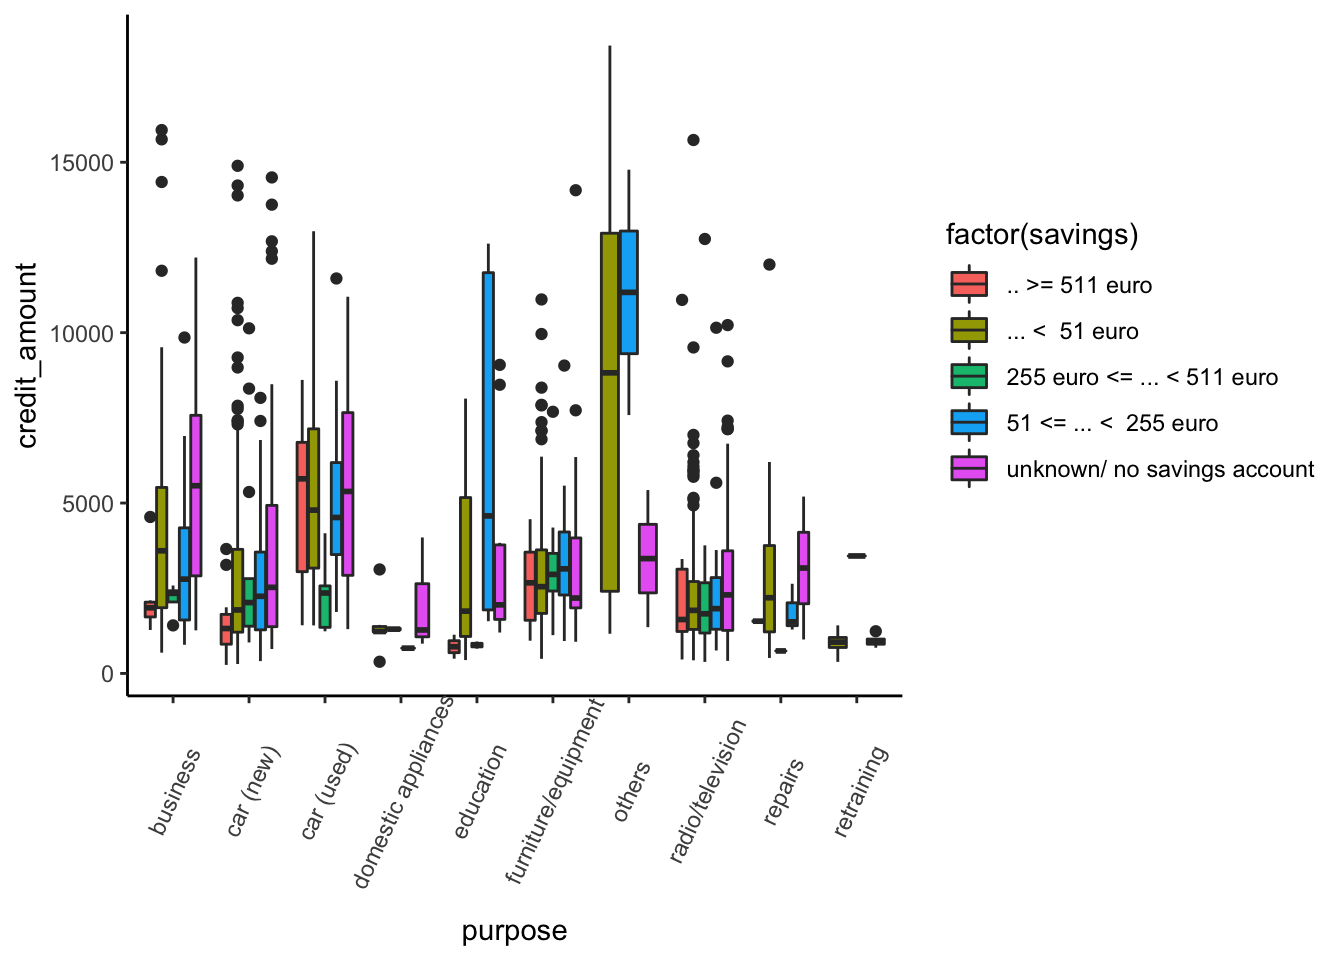 credit_amount
15000
10000
5000
0
business
car (new)
car (used)
domestic appliances
education
furniture/equipment
others
radio/television
repairs
retraining
purpose
factor(savings)
.. >= 511 euro
... <  51 euro
255 euro <= ... < 511 euro
51 <= ... <  255 euro
unknown/ no savings account